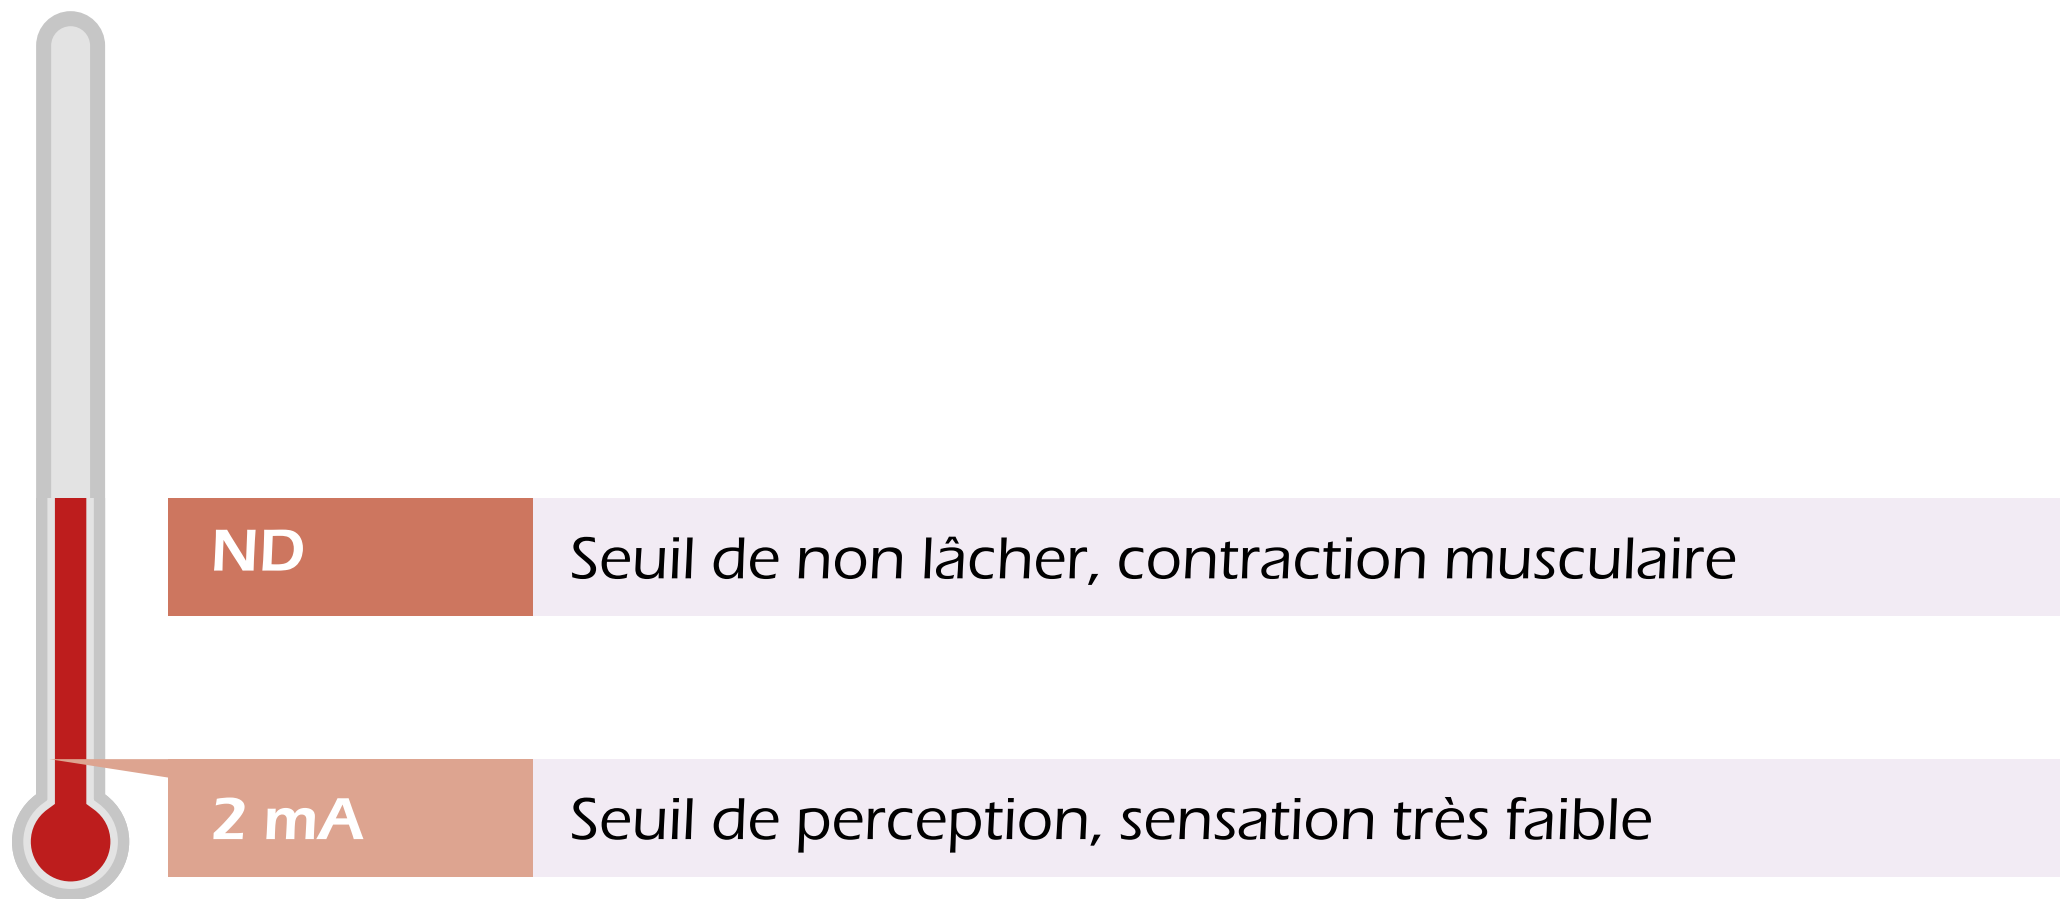 ND
Seuil de non lâcher, contraction musculaire
2 mA
Seuil de perception, sensation très faible